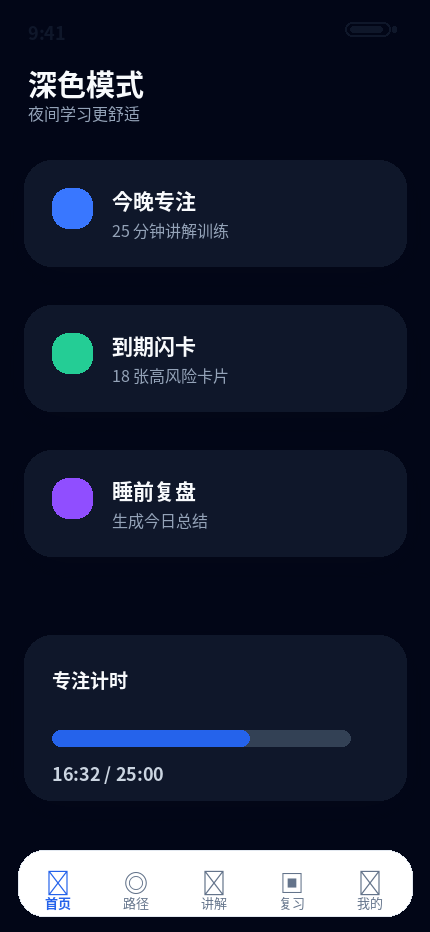 9:41
深色模式
夜间学习更舒适
今晚专注
25 分钟讲解训练
到期闪卡
18 张高风险卡片
睡前复盘
生成今日总结
专注计时
16:32 / 25:00
首页 路径 讲解 复习 我的